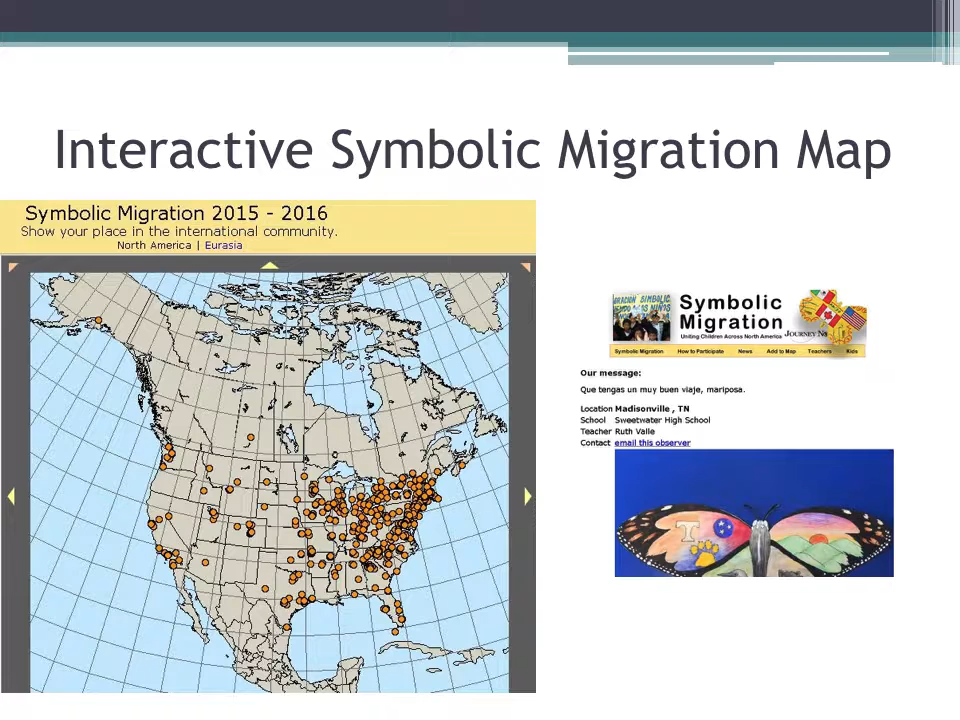 Interactive Symbolic Migration Map
Symbolic Migration 2015 - 2016
Show your place in the international community.
North America | Eurasia
Symbolic
Migration
Uniting Children Across North America
Symbolic Migration How to Participate News Add to Map Teachers Kids
Our message:
Que tengas un muy buen viaje, mariposa.
Location Madisonville , TN
School Sweetwater High School
Teacher Ruth Valle
Contact email this observer
T